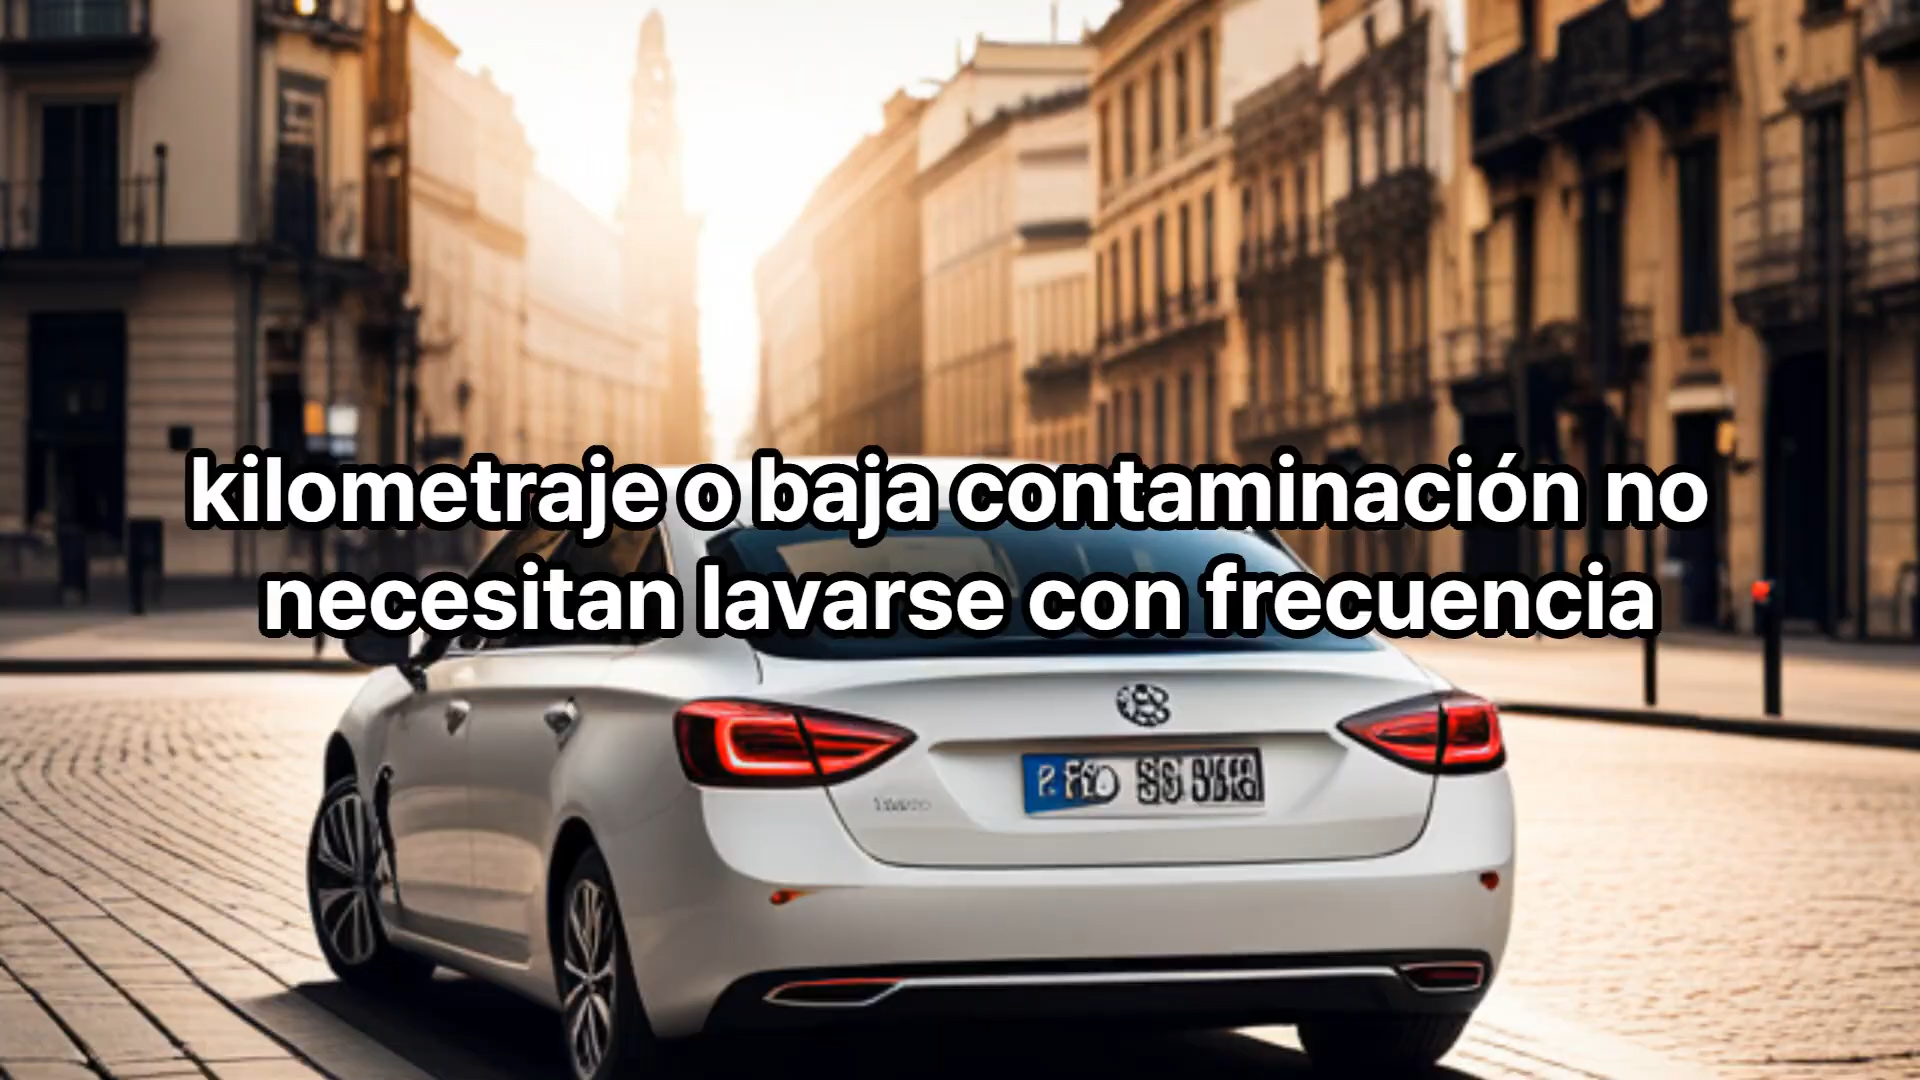 kilometraje o baja contaminación no
necesitan lavarse con frecuencia